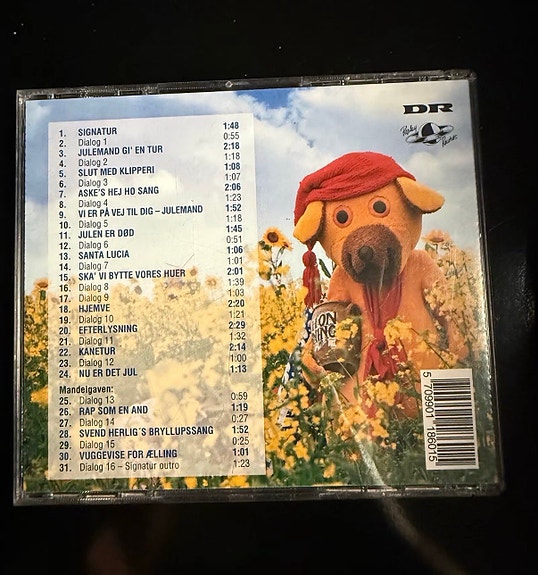 DR
1. SIGNATUR 1:48
2. Dialog 1 0:55
3. JULEMAND GI' EN TUR 2:18
4. Dialog 2 1:18
5. SLUT MED KLIPPERI 1:08
6. Dialog 3 1:07
7. ASKE'S HEJ HO SANG 2:06
8. Dialog 4 1:23
9. VI ER PÅ VEJ TIL DIG – JULEMAND 1:52
10. Dialog 5 1:18
11. JULEN ER DØD 1:45
12. Dialog 6 0:51
13. SANTA LUCIA 1:06
14. Dialog 7 1:01
15. SKA' VI BYTTE VORES HUER 2:01
16. Dialog 8 1:39
17. Dialog 9 1:03
18. HJEMVE 2:20
19. Dialog 10 1:21
20. EFTERLYSNING 2:29
21. Dialog 11 1:32
22. KANETUR 2:14
23. Dialog 12 1:00
24. NU ER DET JUL 1:13
Mandelgaven:
25. Dialog 13 0:59
26. RAP SOM EN AND 1:19
27. Dialog 14 0:27
28. SVEND HERLIG´S BRYLLUPSSANG 1:52
29. Dialog 15 0:25
30. VUGGEVISE FOR ÆLLING 1:01
31. Dialog 16 – Signatur outro 1:23
5 709901 186015